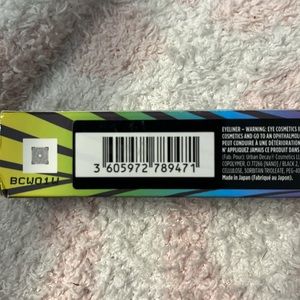 BCW01U
3 605972 789471
EYELINER – WARNING: EYE COSMETICS
COSMETICS AND GO TO AN OPHTHALMO
PEUT CONDUIRE À UNE DÉTÉRIORATION
N'APPLIQUEZ JAMAIS CE PRODUIT DANS
(Fab. Pour): Urban Decay® Cosmetics
COPOLYMER, CI 77266 [NANO] / BLACK 2,
CELLULOSE, SORBITAN TRIOLEATE, PEG-40
Made in Japan (Fabriqué au Japon).